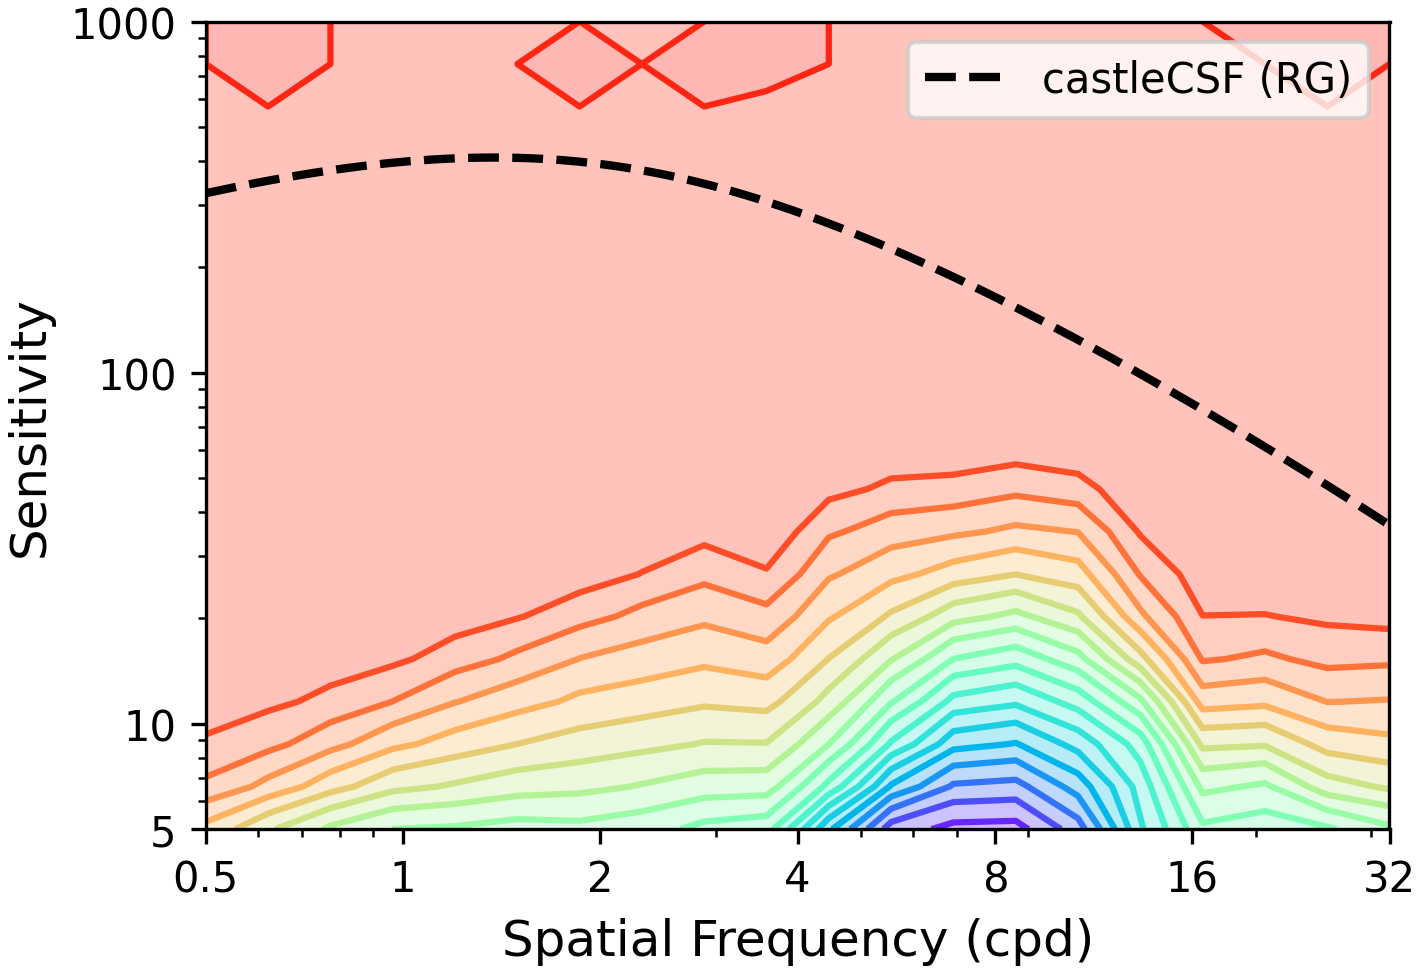 1000
100
10
5
Sensitivity
castleCSF (RG)
0.5 1 2 4 8 16 32
Spatial Frequency (cpd)